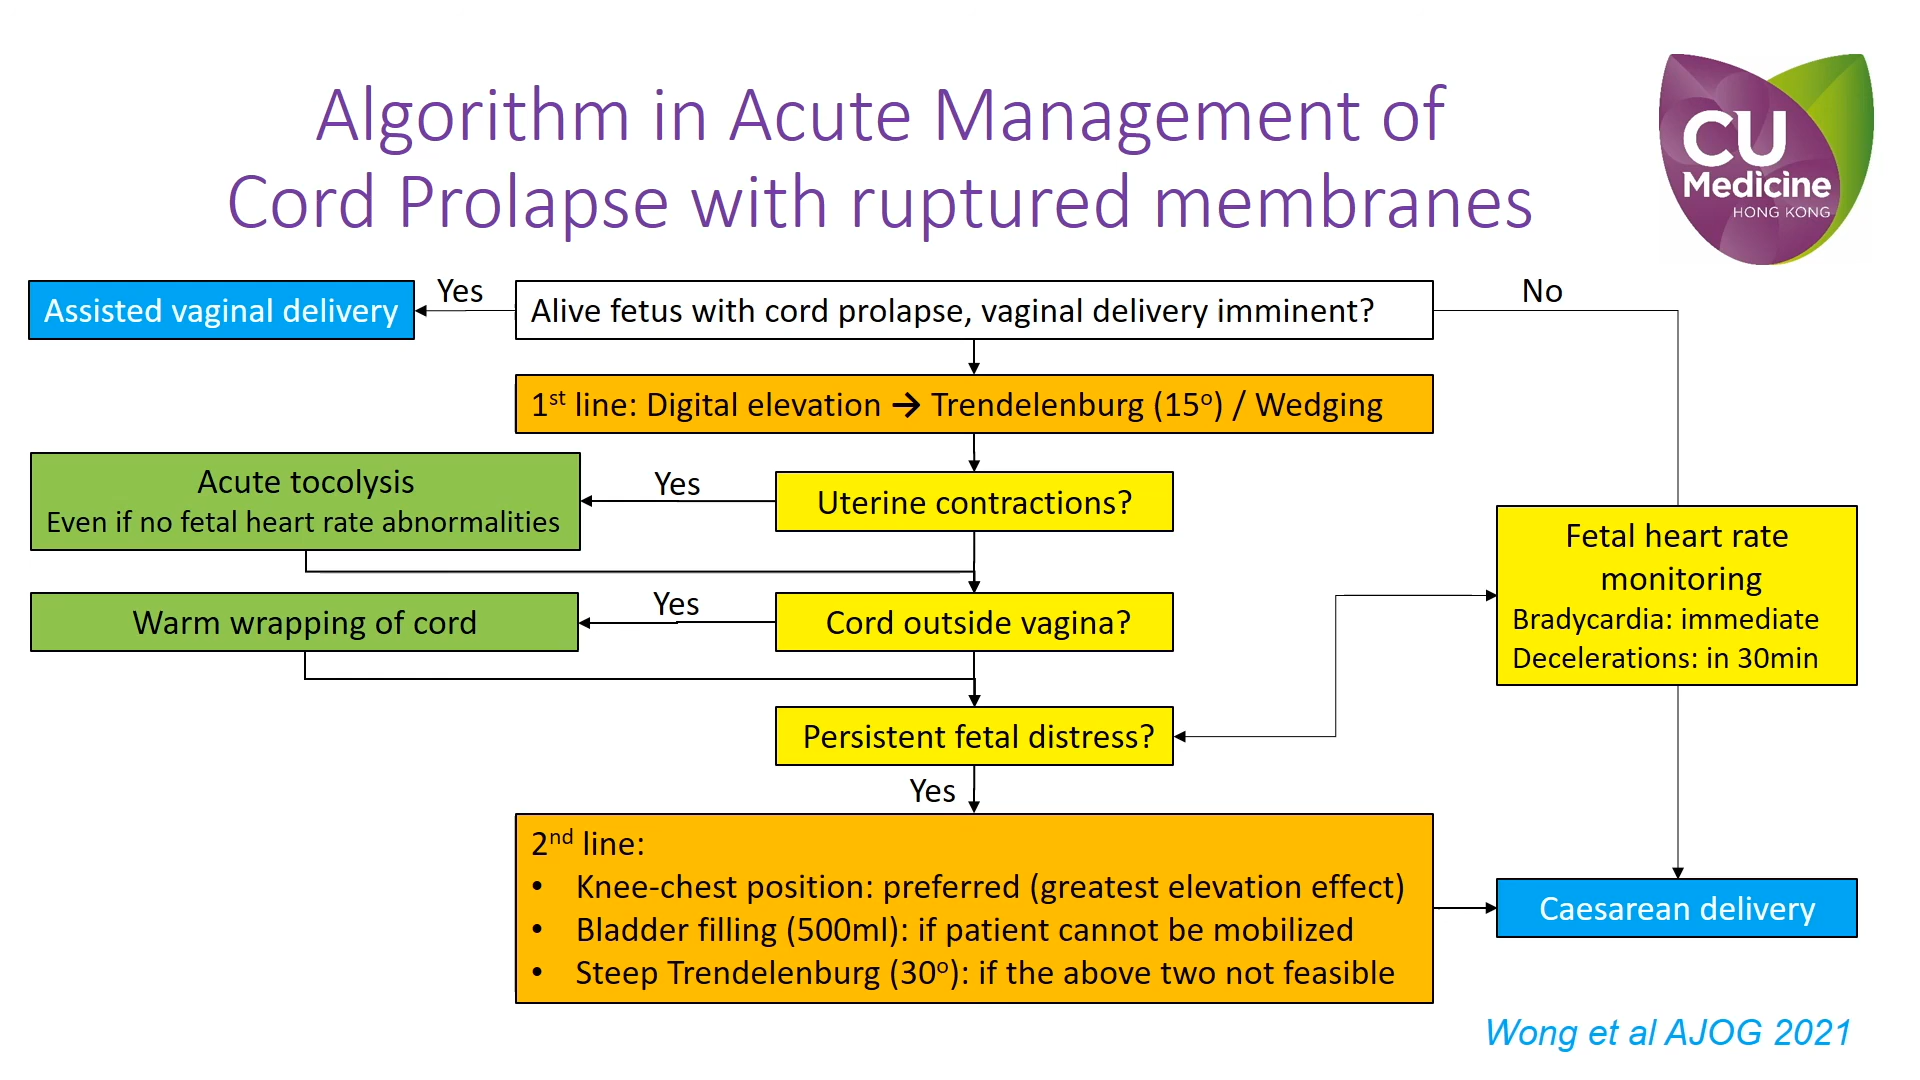 Algorithm in Acute Management of
Cord Prolapse with ruptured membranes
CU
Medicine
HONG KONG
Assisted vaginal delivery
Yes
Alive fetus with cord prolapse, vaginal delivery imminent?
No
1st line: Digital elevation → Trendelenburg (15o) / Wedging
Acute tocolysis
Even if no fetal heart rate abnormalities
Yes
Uterine contractions?
Fetal heart rate
monitoring
Bradycardia: immediate
Decelerations: in 30min
Warm wrapping of cord
Yes
Cord outside vagina?
Persistent fetal distress?
Yes
2nd line:
• Knee-chest position: preferred (greatest elevation effect)
• Bladder filling (500ml): if patient cannot be mobilized
• Steep Trendelenburg (30o): if the above two not feasible
Caesarean delivery
Wong et al AJOG 2021